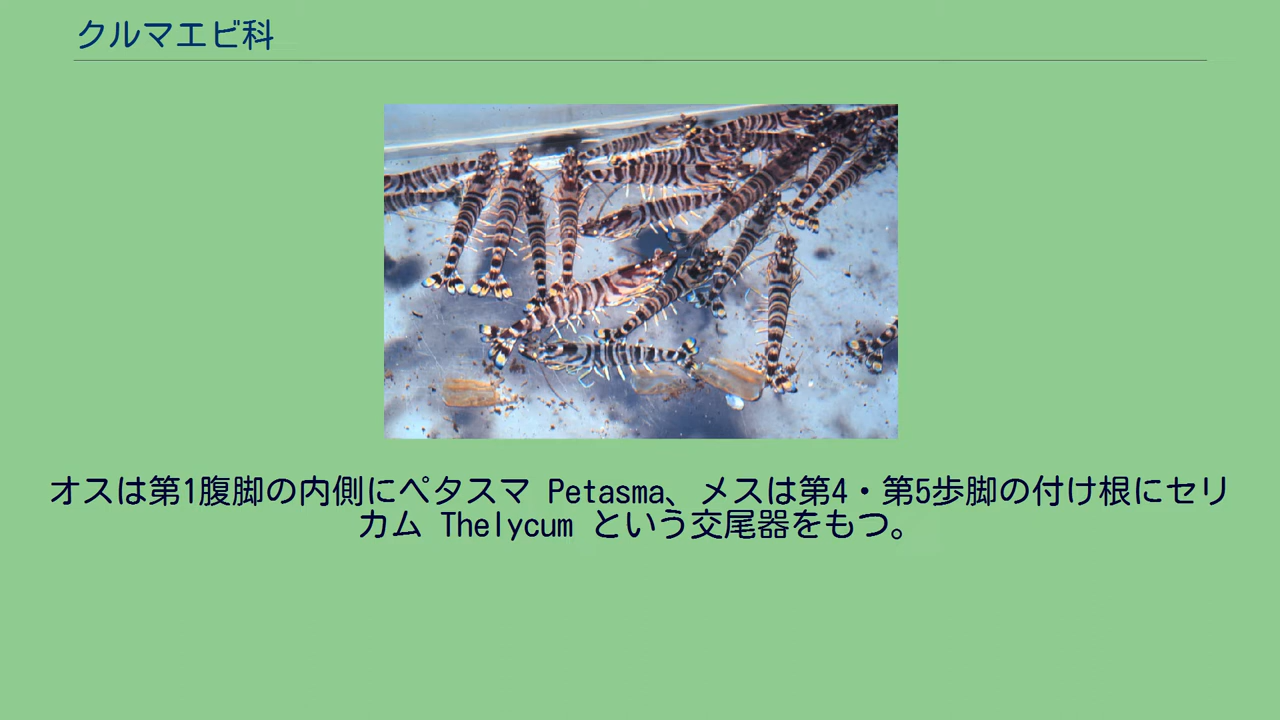 クルマエビ科
オスは第1腹脚の内側にペタスマ Petasma、メスは第4・第5歩脚の付け根にセリ
カム Thelycum という交尾器をもつ。